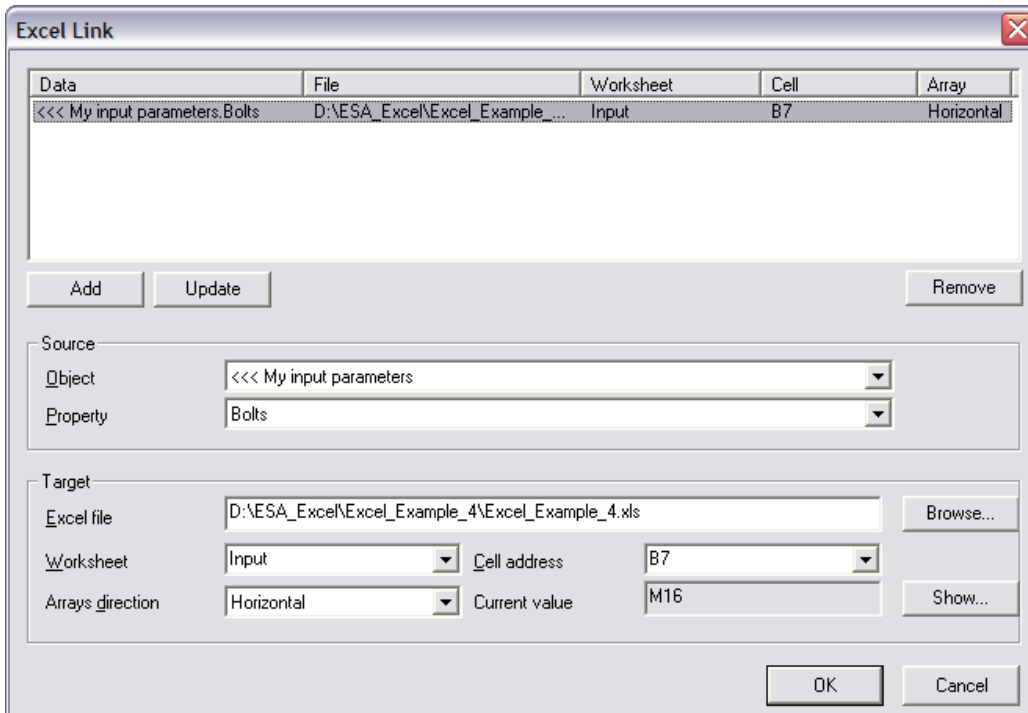 Excel Link
Data File Worksheet Cell Array
<<< My input parameters.Bolts D:\ESA_Excel\Excel_Example_... Input B7 Horizontal
Add Update Remove
Source
Object <<< My input parameters
Property Bolts
Target
Excel file D:\ESA_Excel\Excel_Example_4\Excel_Example_4.xls Browse...
Worksheet Input Cell address B7
Arrays direction Horizontal Current value M16 Show...
OK Cancel